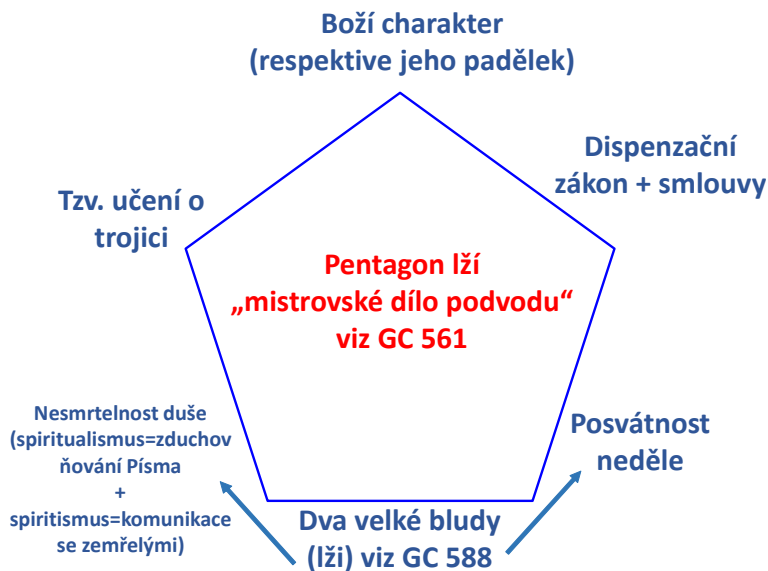 Boží charakter
(respektive jeho padělek)
Dispenzační
zákon + smlouvy
Tzv. učení o
trojici
Pentagon lží
„mistrovské dílo podvodu“
viz GC 561
Nesmrtelnost duše
(spiritualismus=zduchov
ňování Písma
+
spiritismus=komunikace
se zemřelými)
Posvátnost
neděle
Dva velké bludy
(lži) viz GC 588